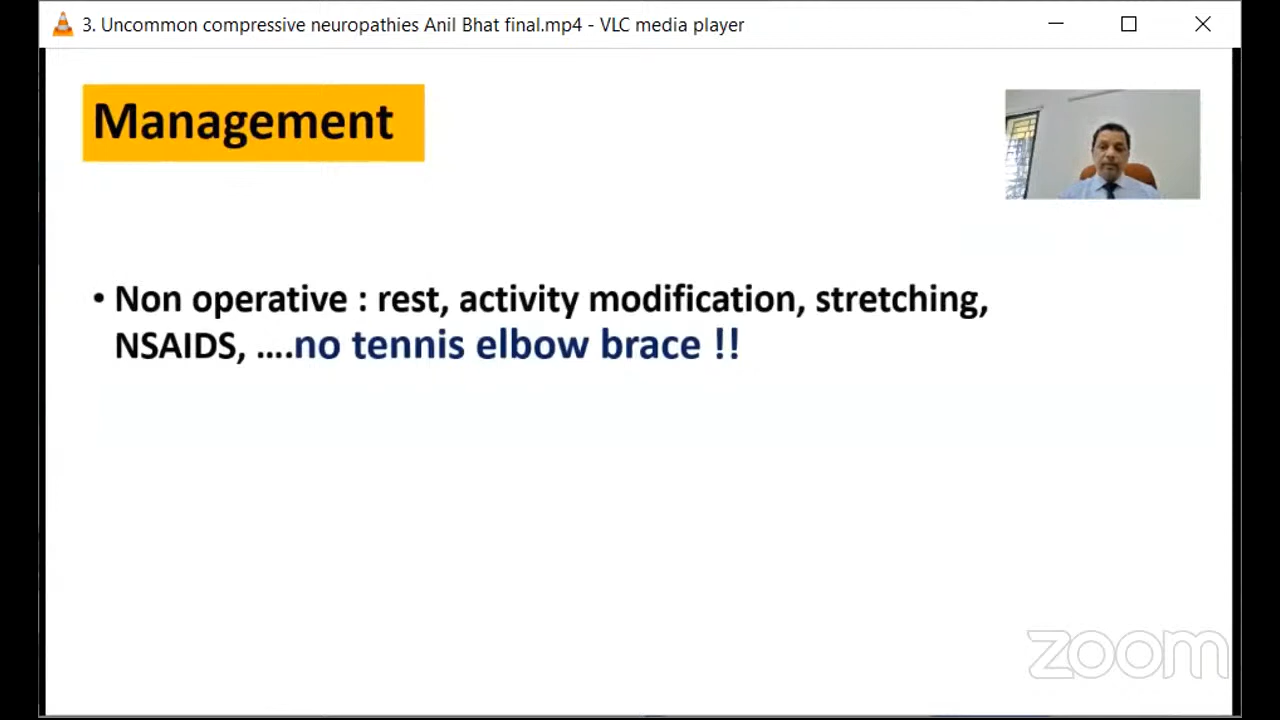 3. Uncommon compressive neuropathies Anil Bhat final.mp4 - VLC media player
Management
• Non operative : rest, activity modification, stretching,
NSAIDS, ....no tennis elbow brace !!
zoom